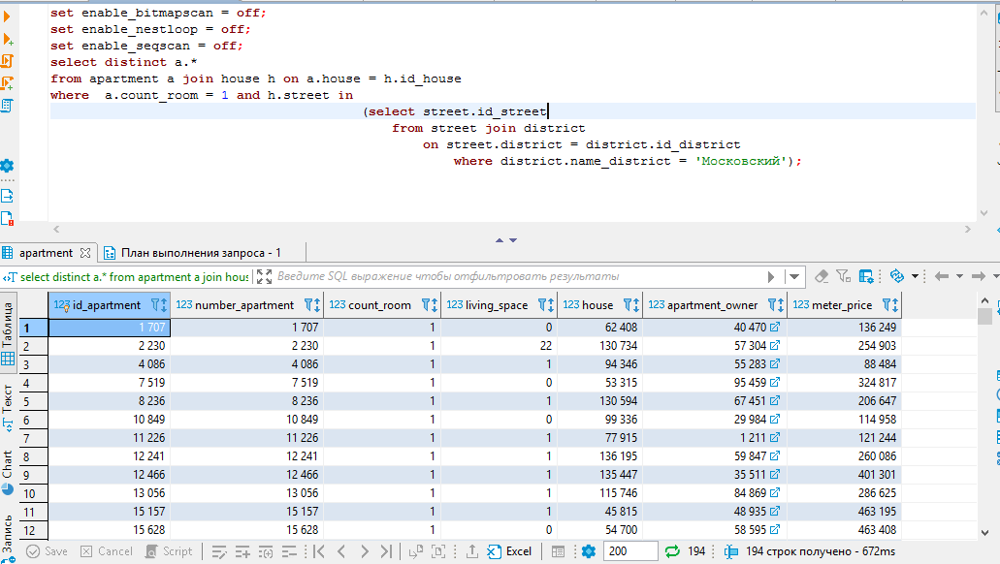 set enable_bitmapscan = off;
set enable_nestloop = off;
set enable_seqscan = off;
select distinct a.*
from apartment a join house h on a.house = h.id_house
where a.count_room = 1 and h.street in
(select street.id_street
from street join district
on street.district = district.id_district
where district.name_district = 'Московский');
apartment План выполнения запроса - 1
select distinct a.* from apartment a join hous Введите SQL выражение чтобы отфильтровать результаты
Таблица
Текст
Chart
Запись
123 id_apartment 123 number_apartment 123 count_room 123 living_space 123 house 123 apartment_owner 123 meter_price
1 1 707 1 707 1 0 62 408 40 470 136 249
2 2 230 2 230 1 22 130 734 57 304 254 903
3 4 086 4 086 1 1 94 346 55 283 88 484
4 7 519 7 519 1 0 53 315 95 459 324 817
5 8 236 8 236 1 1 130 594 67 451 206 647
6 10 849 10 849 1 0 99 336 29 984 114 958
7 11 226 11 226 1 1 77 915 1 211 121 244
8 12 241 12 241 1 1 136 195 59 847 260 086
9 12 466 12 466 1 1 135 447 35 511 401 301
10 13 056 13 056 1 1 115 746 84 869 286 625
11 15 157 15 157 1 1 45 815 48 935 463 195
12 15 628 15 628 1 0 54 700 58 595 463 408
Save Cancel Script Excel 200 194 194 строк получено - 672ms